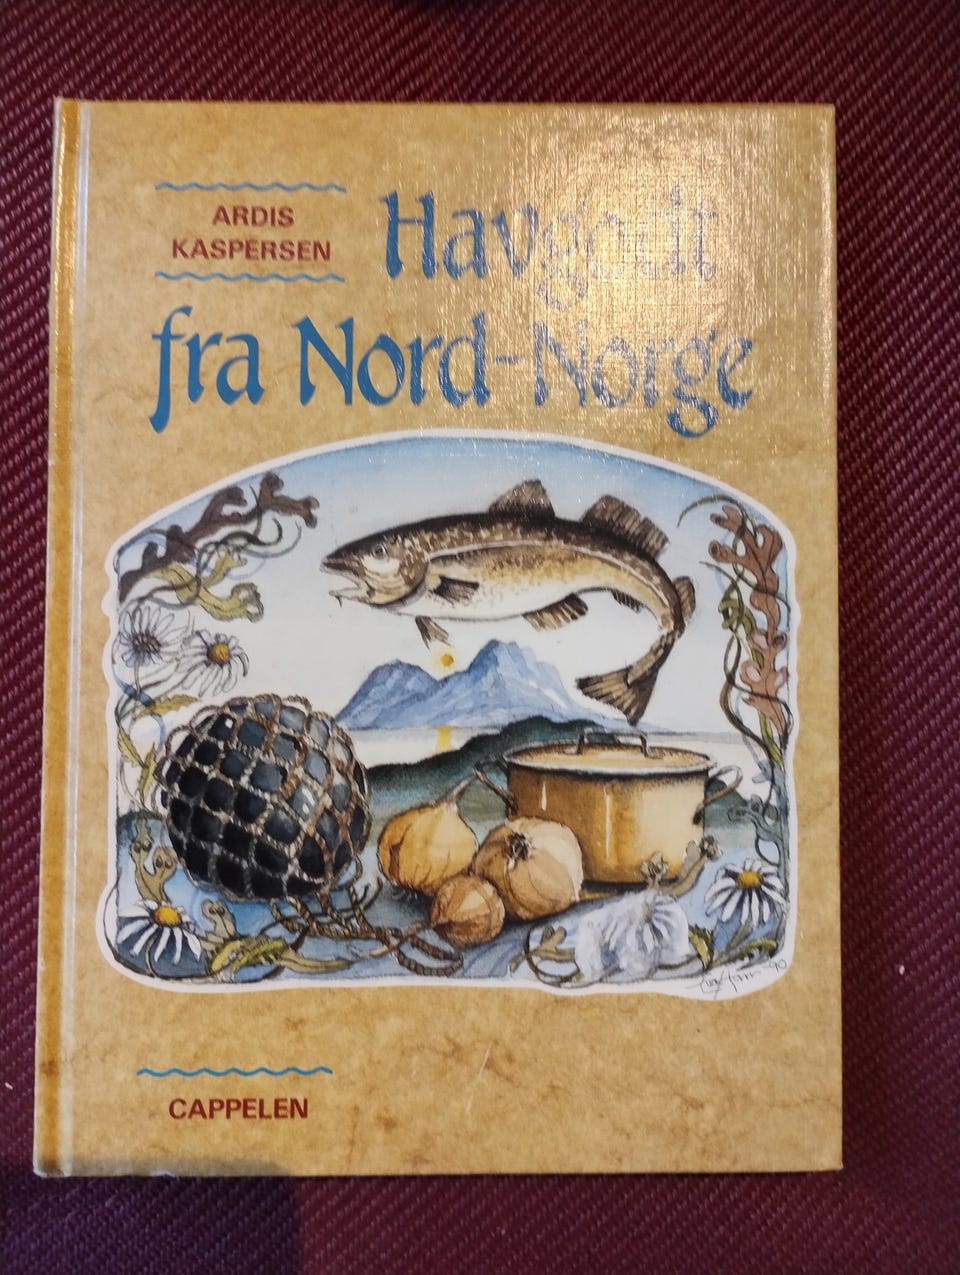 ARDIS
KASPERSEN
Havgodt
fra Nord-Norge
CAPPELEN